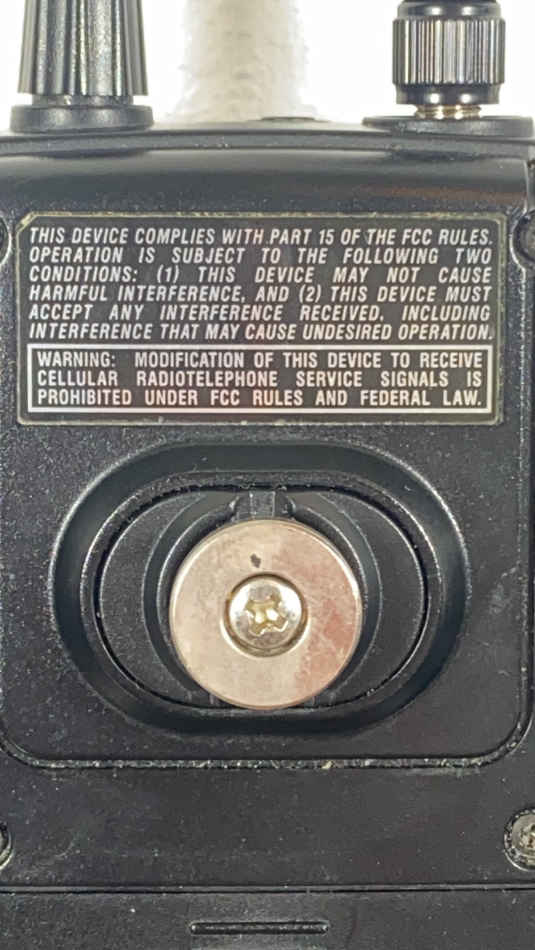 THIS DEVICE COMPLIES WITH PART 15 OF THE FCC RULES.
OPERATION IS SUBJECT TO THE FOLLOWING TWO
CONDITIONS: (1) THIS DEVICE MAY NOT CAUSE
HARMFUL INTERFERENCE, AND (2) THIS DEVICE MUST
ACCEPT ANY INTERFERENCE RECEIVED, INCLUDING
INTERFERENCE THAT MAY CAUSE UNDESIRED OPERATION.
WARNING: MODIFICATION OF THIS DEVICE TO RECEIVE
CELLULAR RADIOTELEPHONE SERVICE SIGNALS IS
PROHIBITED UNDER FCC RULES AND FEDERAL LAW.